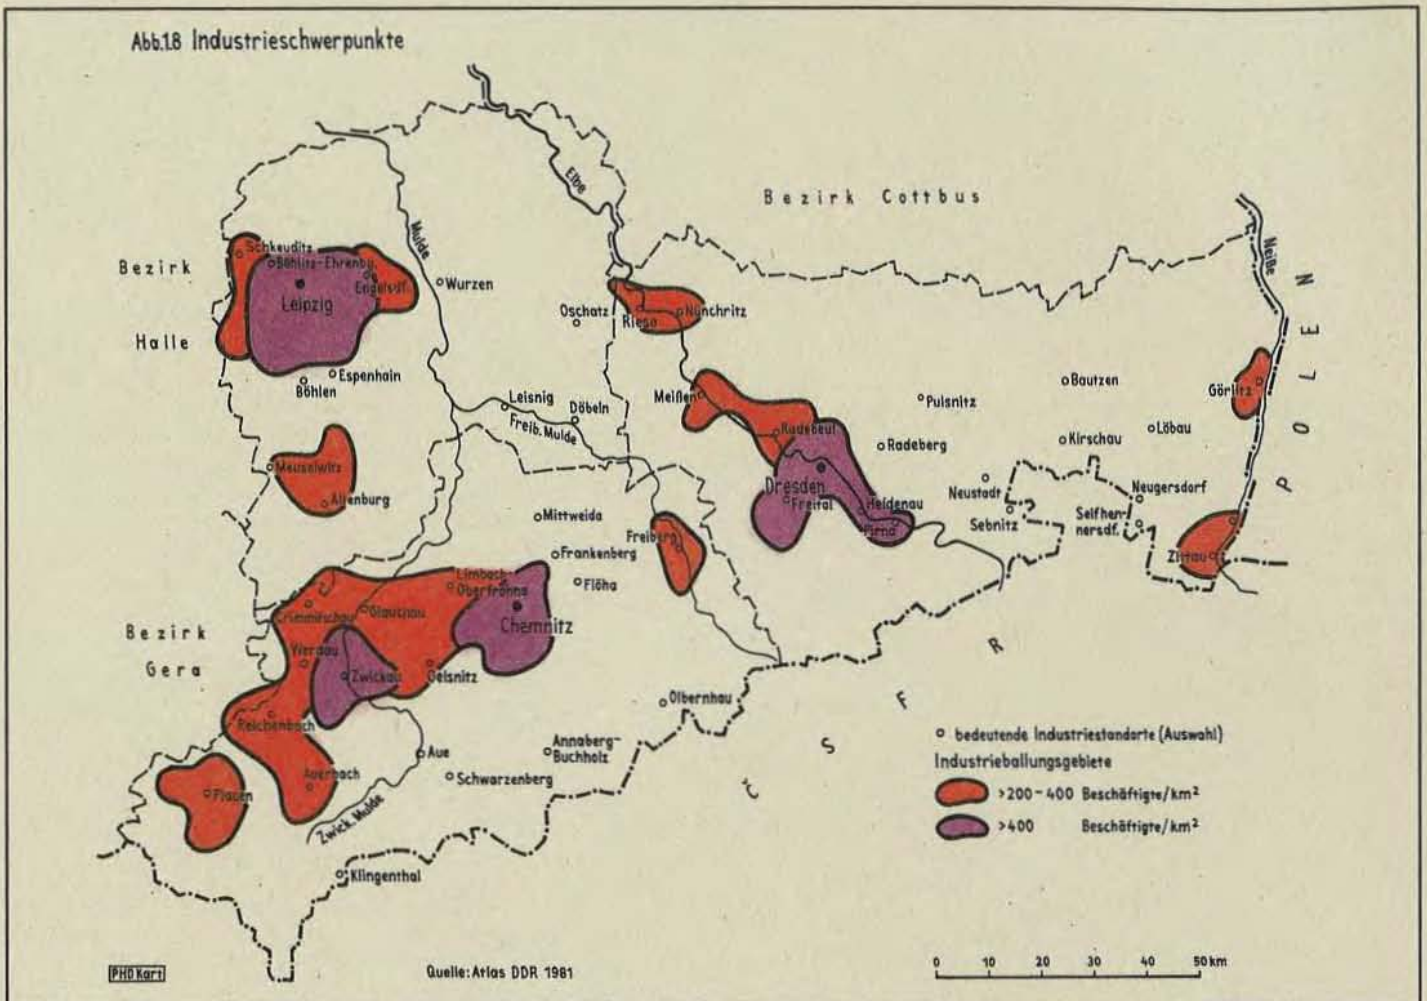 Abb.1.8 Industrieschwerpunkte
Elbe
Bezirk Cottbus
Neiße
POLEN
Bezirk
Halle
Schkeuditz
Böhlitz-Ehrenbg.
Engelsdf.
Leipzig
Mulde
Wurzen
Oschatz
Riesa
Nünchritz
Böhlen
Espenhain
Leisnig
Döbeln
Freib. Mulde
Meißen
Radebeul
Pulsnitz
Radeberg
Bautzen
Görlitz
Löbau
Kirschau
Meuselwitz
Altenburg
Dresden
Freital
Heidenau
Pirna
Neustadt
Sebnitz
Neugersdorf
Seifhen-
nersdf.
Zittau
Mittweida
Frankenberg
Flöha
Freiberg
Limbach-
Oberfrohna
Chemnitz
Crimmitschau
Glauchau
Werdau
Zwickau
Oelsnitz
Bezirk
Gera
Reichenbach
Auerbach
Plauen
Aue
Schwarzenberg
Annaberg-
Buchholz
Olbernhau
Zwick. Mulde
Klingenthal
ČSFR
bedeutende Industriestandorte (Auswahl)
Industrieballungsgebiete
>200-400 Beschäftigte/km²
>400 Beschäftigte/km²
PHD Kart
Quelle: Atlas DDR 1981
0 10 20 30 40 50 km